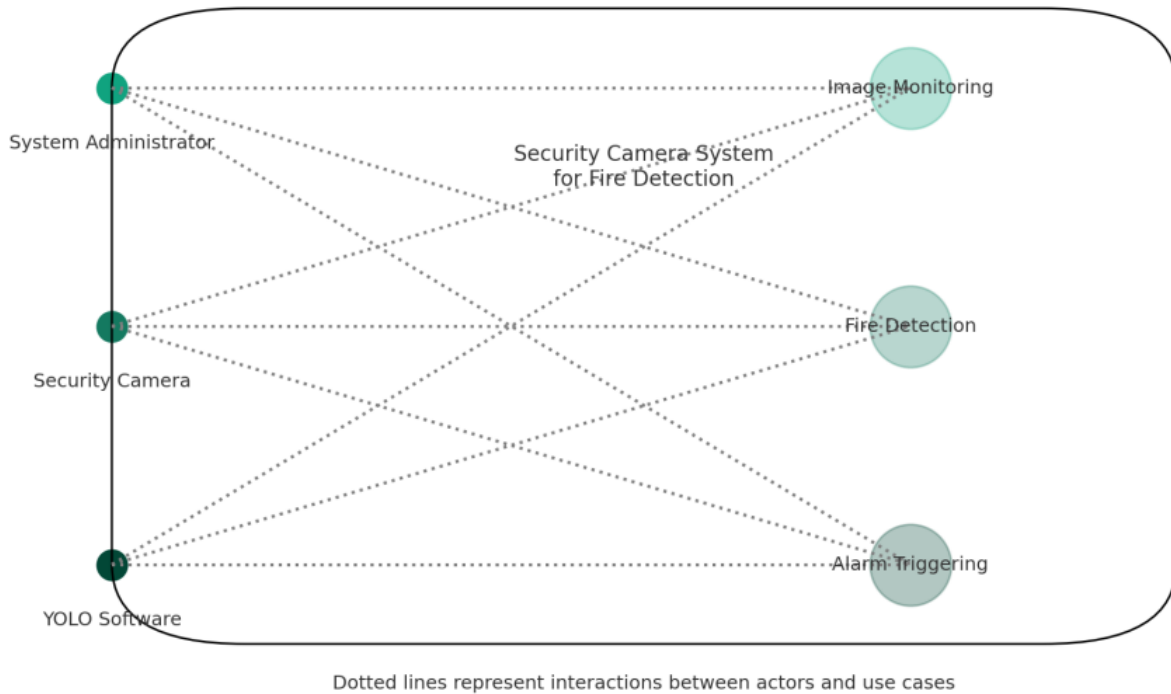 Image Monitoring
System Administrator
Security Camera System
for Fire Detection
Fire Detection
Security Camera
Alarm Triggering
YOLO Software
Dotted lines represent interactions between actors and use cases